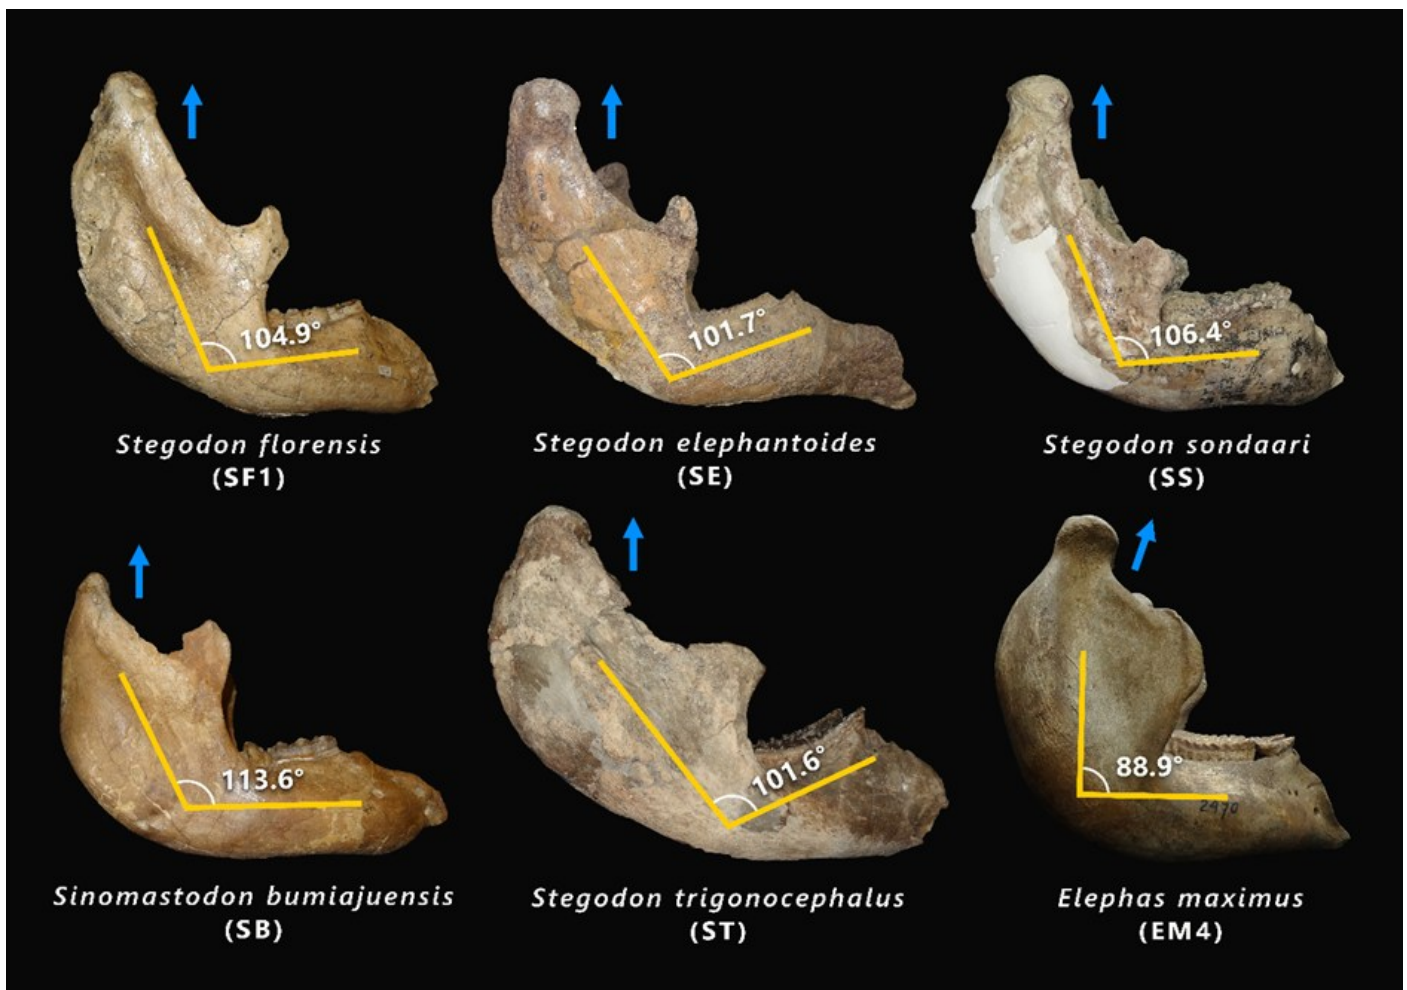 104.9°
101.7°
106.4°
Stegodon florensis
(SF1)
Stegodon elephantoides
(SE)
Stegodon sondaari
(SS)
113.6°
101.6°
88.9°
2470
Sinomastodon bumiajuensis
(SB)
Stegodon trigonocephalus
(ST)
Elephas maximus
(EM4)